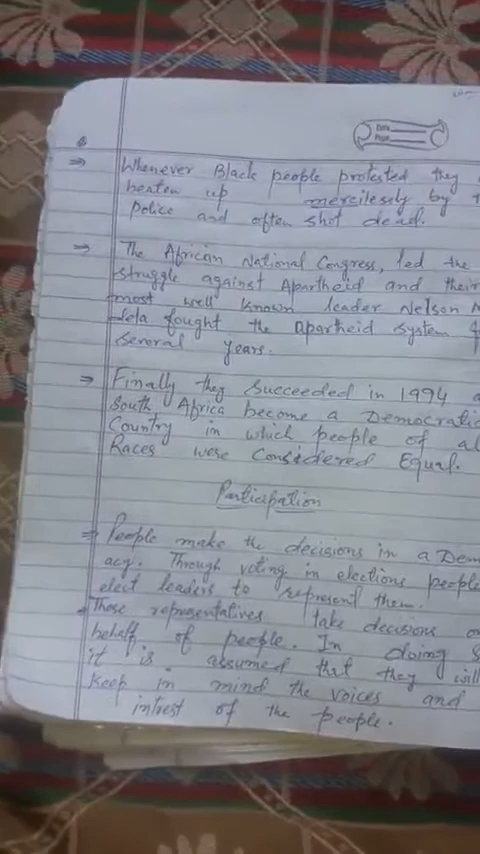 Date
Page
⇒ Whenever Black people protested they
beaten up mercilesely by
police and often shot dead.
⇒ The African National Congress, led the
struggle against Apartheid and their
most well known leader Nelson
dela fought the apartheid system
several years.
⇒ Finally they succeeded in 1994
South Africa become a Democratic
Country in which people of al
Races were Considered Equal.
Participation
⇒ People make the decisions in a Dem
acy. Through voting in elections people
elect leaders to represent them.
⇒ These representatives take decisions
behalf of people. In doing
it is assumed that they will
keep in mind the voices and
intrest of the people.